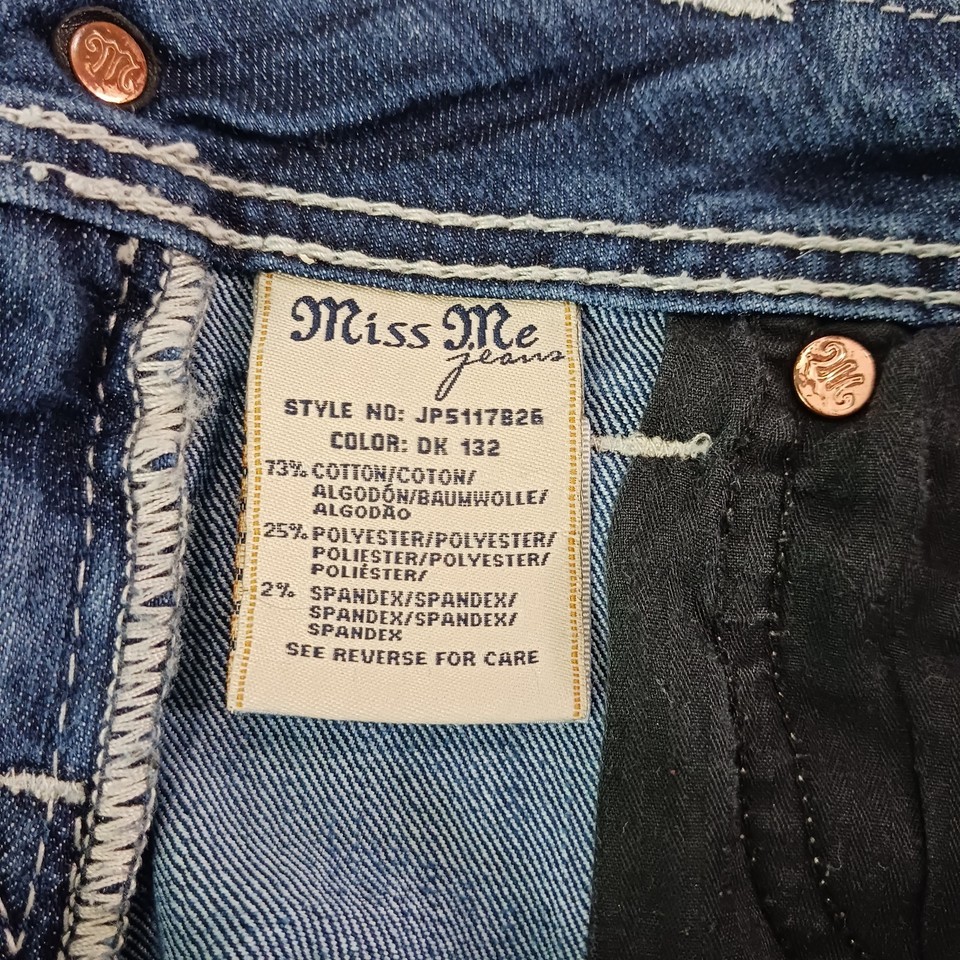 Miss Me
jeans
STYLE NO: JP5117B26
COLOR: DK 132
73% COTTON/COTON/
ALGODÓN/BAUMWOLLE/
ALGODÃO
25% POLYESTER/POLYESTER/
POLIESTER/POLYESTER/
POLIÉSTER/
2% SPANDEX/SPANDEX/
SPANDEX/SPANDEX/
SPANDEX
SEE REVERSE FOR CARE